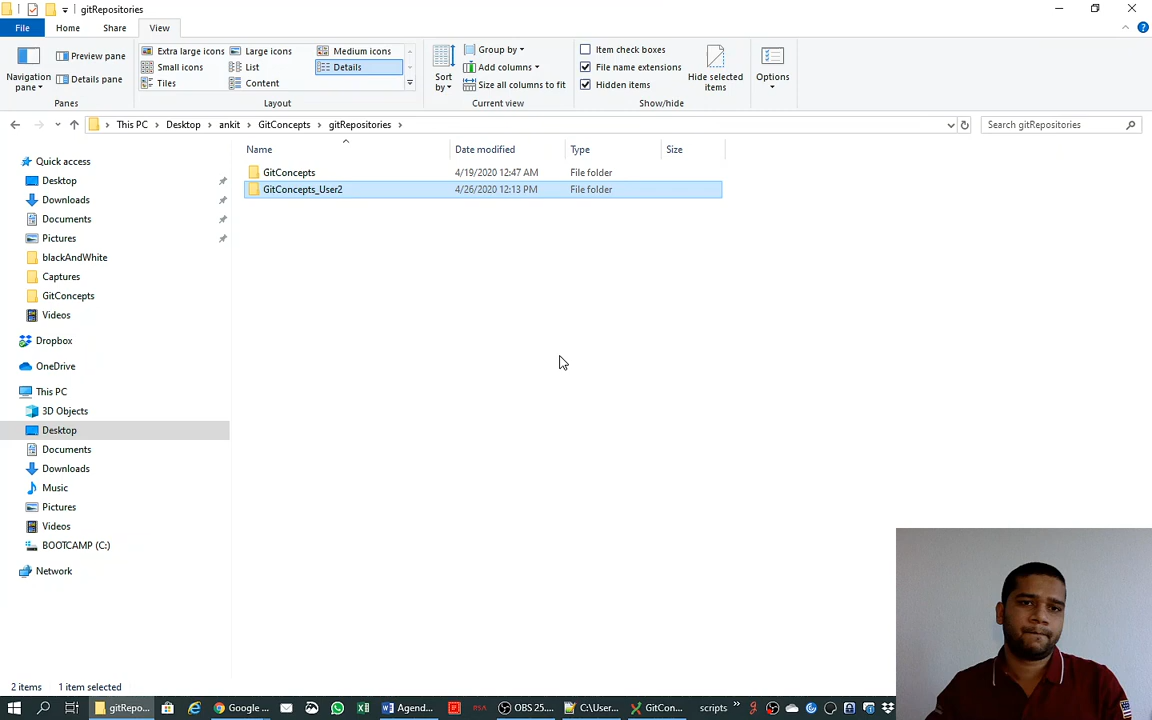 gitRepositories
File Home Share View
Navigation pane Preview pane Details pane
Panes
Extra large icons Large icons Medium icons
Small icons List Details
Tiles Content
Layout
Sort by
Group by
Add columns
Size all columns to fit
Current view
Item check boxes
File name extensions
Hidden items
Hide selected items
Show/hide
Options
This PC > Desktop > ankit > GitConcepts > gitRepositories >
Search gitRepositories
Name Date modified Type Size
GitConcepts 4/19/2020 12:47 AM File folder
GitConcepts_User2 4/26/2020 12:13 PM File folder
Quick access
Desktop
Downloads
Documents
Pictures
blackAndWhite
Captures
GitConcepts
Videos
Dropbox
OneDrive
This PC
3D Objects
Desktop
Documents
Downloads
Music
Pictures
Videos
BOOTCAMP (C:)
Network
2 items 1 item selected
gitRepo... Google ... Agend... OBS 25.... C:\User... GitCon... scripts »